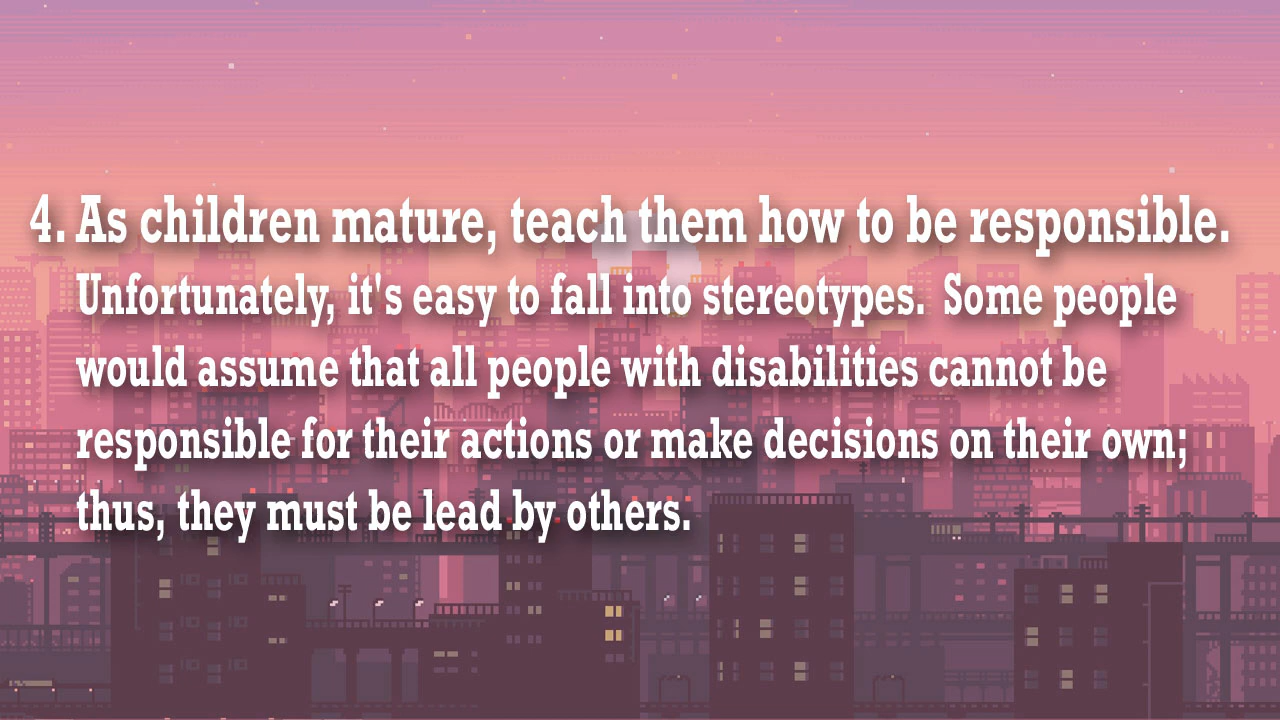 4. As children mature, teach them how to be responsible.
Unfortunately, it's easy to fall into stereotypes.  Some people
would assume that all people with disabilities cannot be
responsible for their actions or make decisions on their own;
thus, they must be lead by others.